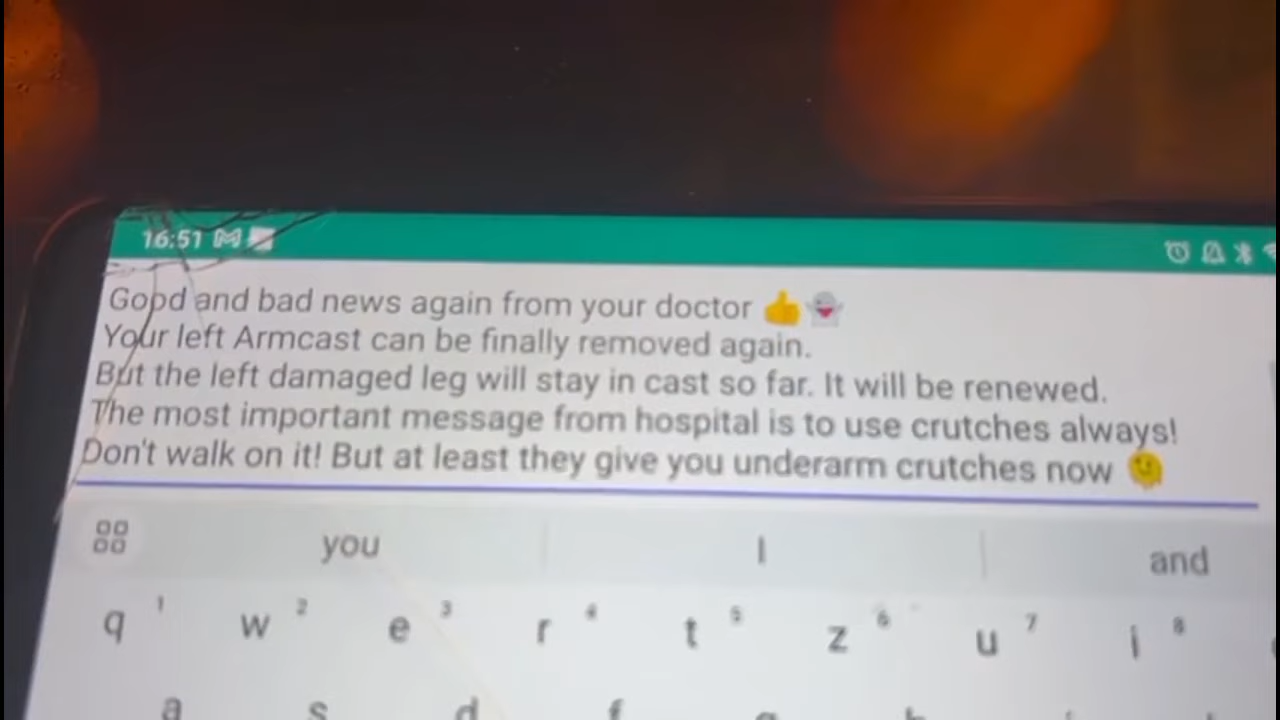 16:51
Good and bad news again from your doctor 👍👻
Your left Armcast can be finally removed again.
But the left damaged leg will stay in cast so far. It will be renewed.
The most important message from hospital is to use crutches always!
Don't walk on it! But at least they give you underarm crutches now 🫠
you I and
q 1 w 2 e 3 r 4 t 5 z 6 u 7 i 8
a s d f